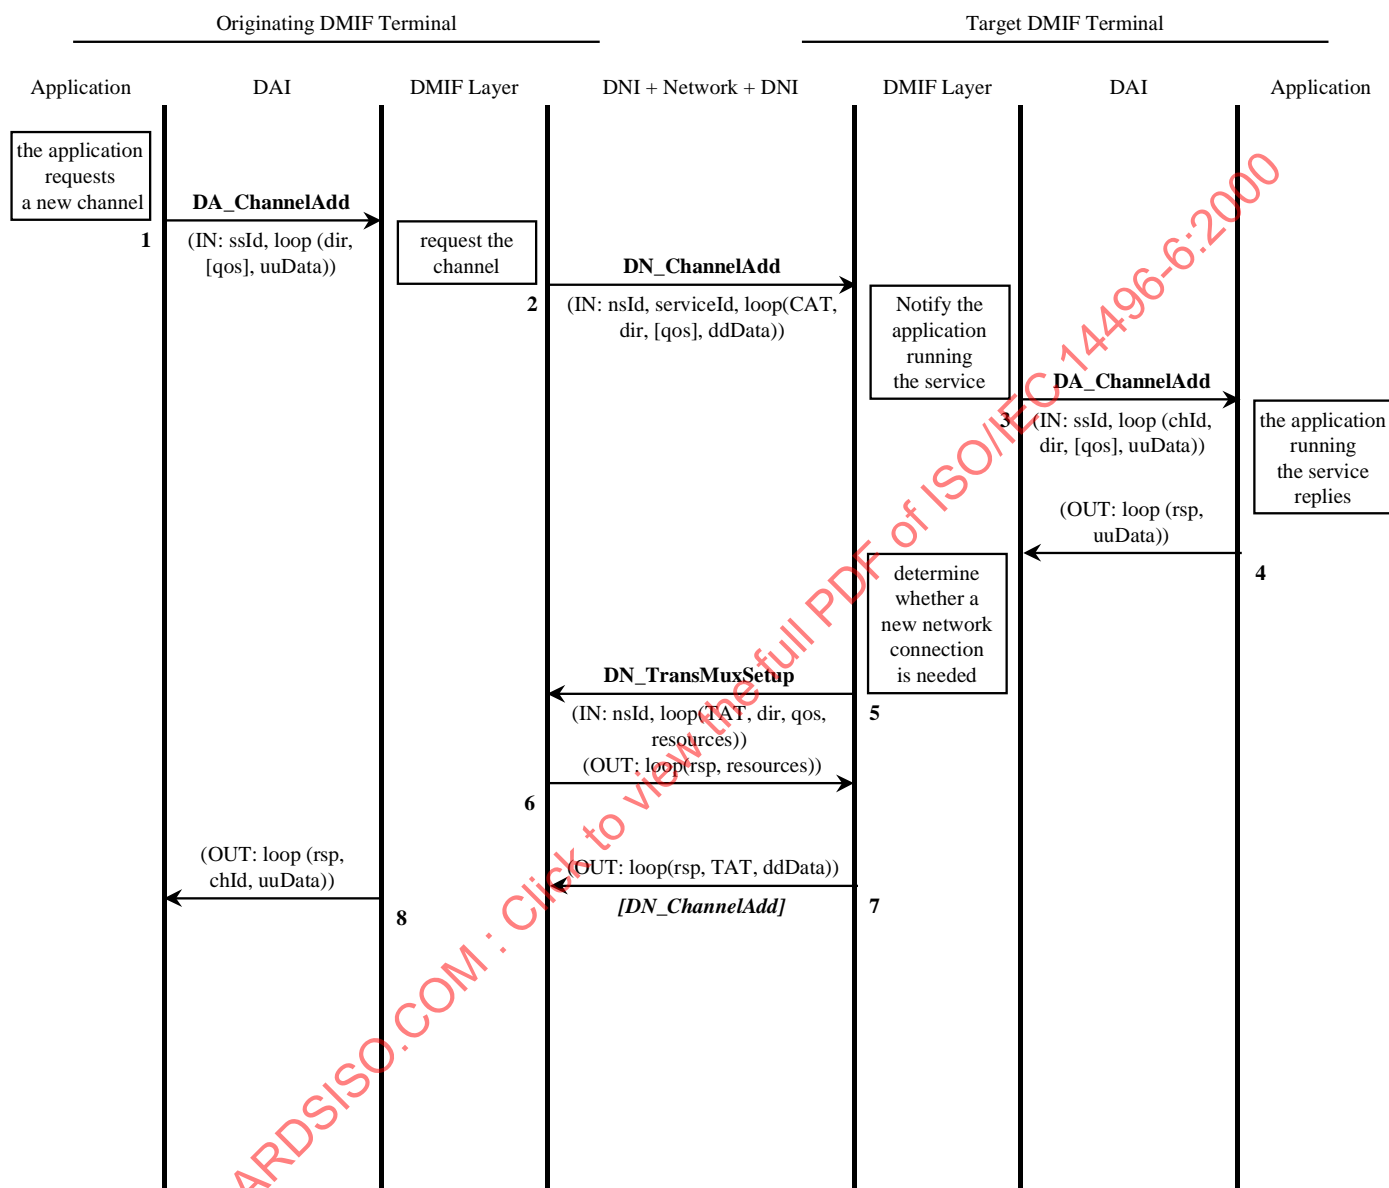 Originating DMIF Terminal
Target DMIF Terminal
Application
DAI
DMIF Layer
DNI + Network + DNI
DMIF Layer
DAI
Application
the application
requests
a new channel
1
DA_ChannelAdd
(IN: ssId, loop (dir,
[qos], uuData))
request the
channel
2
DN_ChannelAdd
(IN: nsId, serviceId, loop(CAT,
dir, [qos], ddData))
Notify the
application
running
the service
3
DA_ChannelAdd
(IN: ssId, loop (chId,
dir, [qos], uuData))
the application
running
the service
replies
(OUT: loop (rsp,
uuData))
4
determine
whether a
new network
connection
is needed
DN_TransMuxSetup
5
(IN: nsId, loop(TAT, dir, qos,
resources))
(OUT: loop(rsp, resources))
6
(OUT: loop(rsp, TAT, ddData))
[DN_ChannelAdd]
7
(OUT: loop (rsp,
chId, uuData))
8
ARDSISO.COM : Click to view the full PDF of ISO/IEC 14496-6:2000